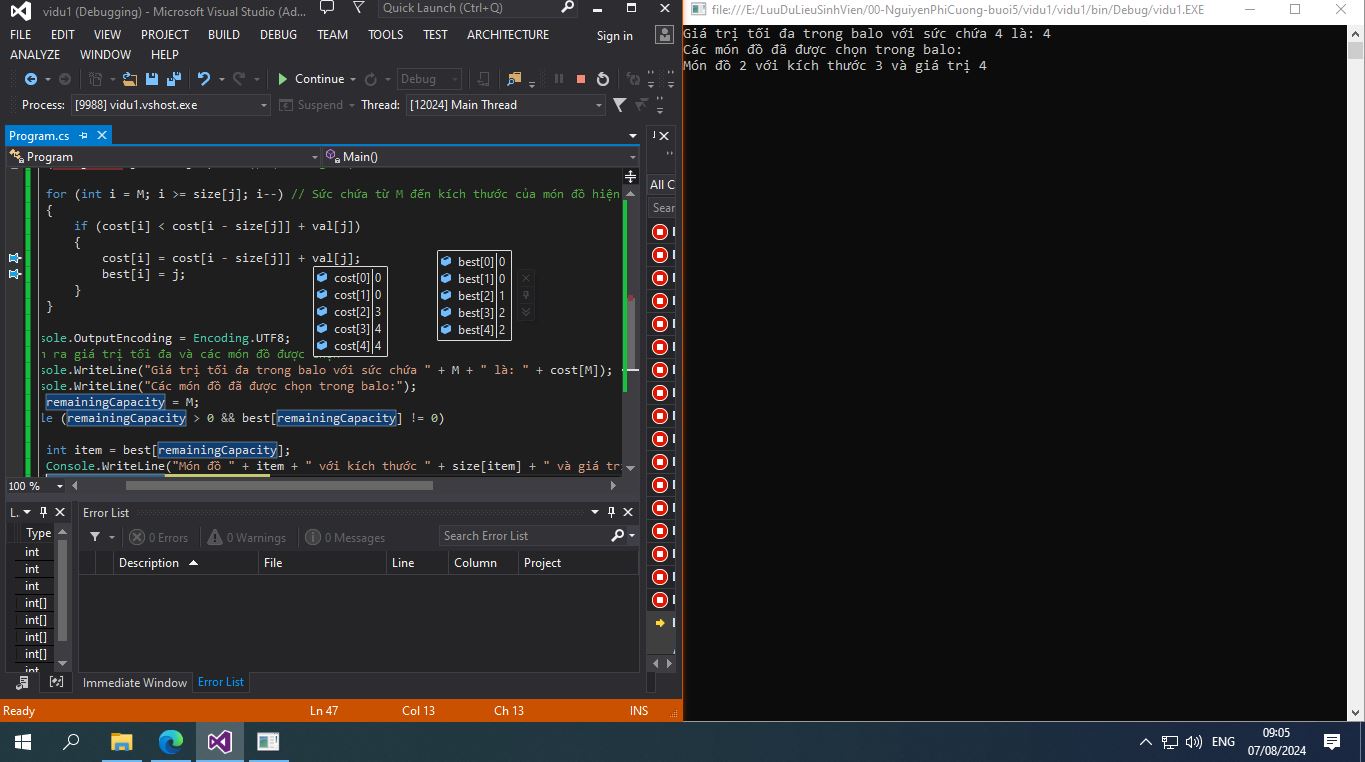 vidu1 (Debugging) - Microsoft Visual Studio (Ad...
Quick Launch (Ctrl+Q)
FILE EDIT VIEW PROJECT BUILD DEBUG TEAM TOOLS TEST ARCHITECTURE Sign in
ANALYZE WINDOW HELP
Continue Debug
Process: [9988] vidu1.vshost.exe Suspend Thread: [12024] Main Thread
Program.cs
Program Main()
All C
Sear
for (int i = M; i >= size[j]; i--) // Sức chứa từ M đến kích thước của món đồ hiện
{
if (cost[i] < cost[i - size[j]] + val[j])
{
cost[i] = cost[i - size[j]] + val[j];
best[i] = j;
}
}
cost[0] 0
cost[1] 0
cost[2] 3
cost[3] 4
cost[4] 4
best[0] 0
best[1] 0
best[2] 1
best[3] 2
best[4] 2
sole.OutputEncoding = Encoding.UTF8;
n ra giá trị tối đa và các món đồ được
sole.WriteLine("Giá trị tối đa trong balo với sức chứa " + M + " là: " + cost[M]);
sole.WriteLine("Các món đồ đã được chọn trong balo:");
remainingCapacity = M;
le (remainingCapacity > 0 && best[remainingCapacity] != 0)
int item = best[remainingCapacity];
Console.WriteLine("Món đồ " + item + " với kích thước " + size[item] + " và giá tr
100 %
L.
Type
int
int
int
int[]
int[]
int[]
int[]
int
Error List
0 Errors 0 Warnings 0 Messages Search Error List
Description File Line Column Project
Immediate Window Error List
Ready Ln 47 Col 13 Ch 13 INS
file:///E:/LuuDuLieuSinhVien/00-NguyenPhiCuong-buoi5/vidu1/vidu1/bin/Debug/vidu1.EXE
Giá trị tối đa trong balo với sức chứa 4 là: 4
Các món đồ đã được chọn trong balo:
Món đồ 2 với kích thước 3 và giá trị 4
ENG
09:05
07/08/2024